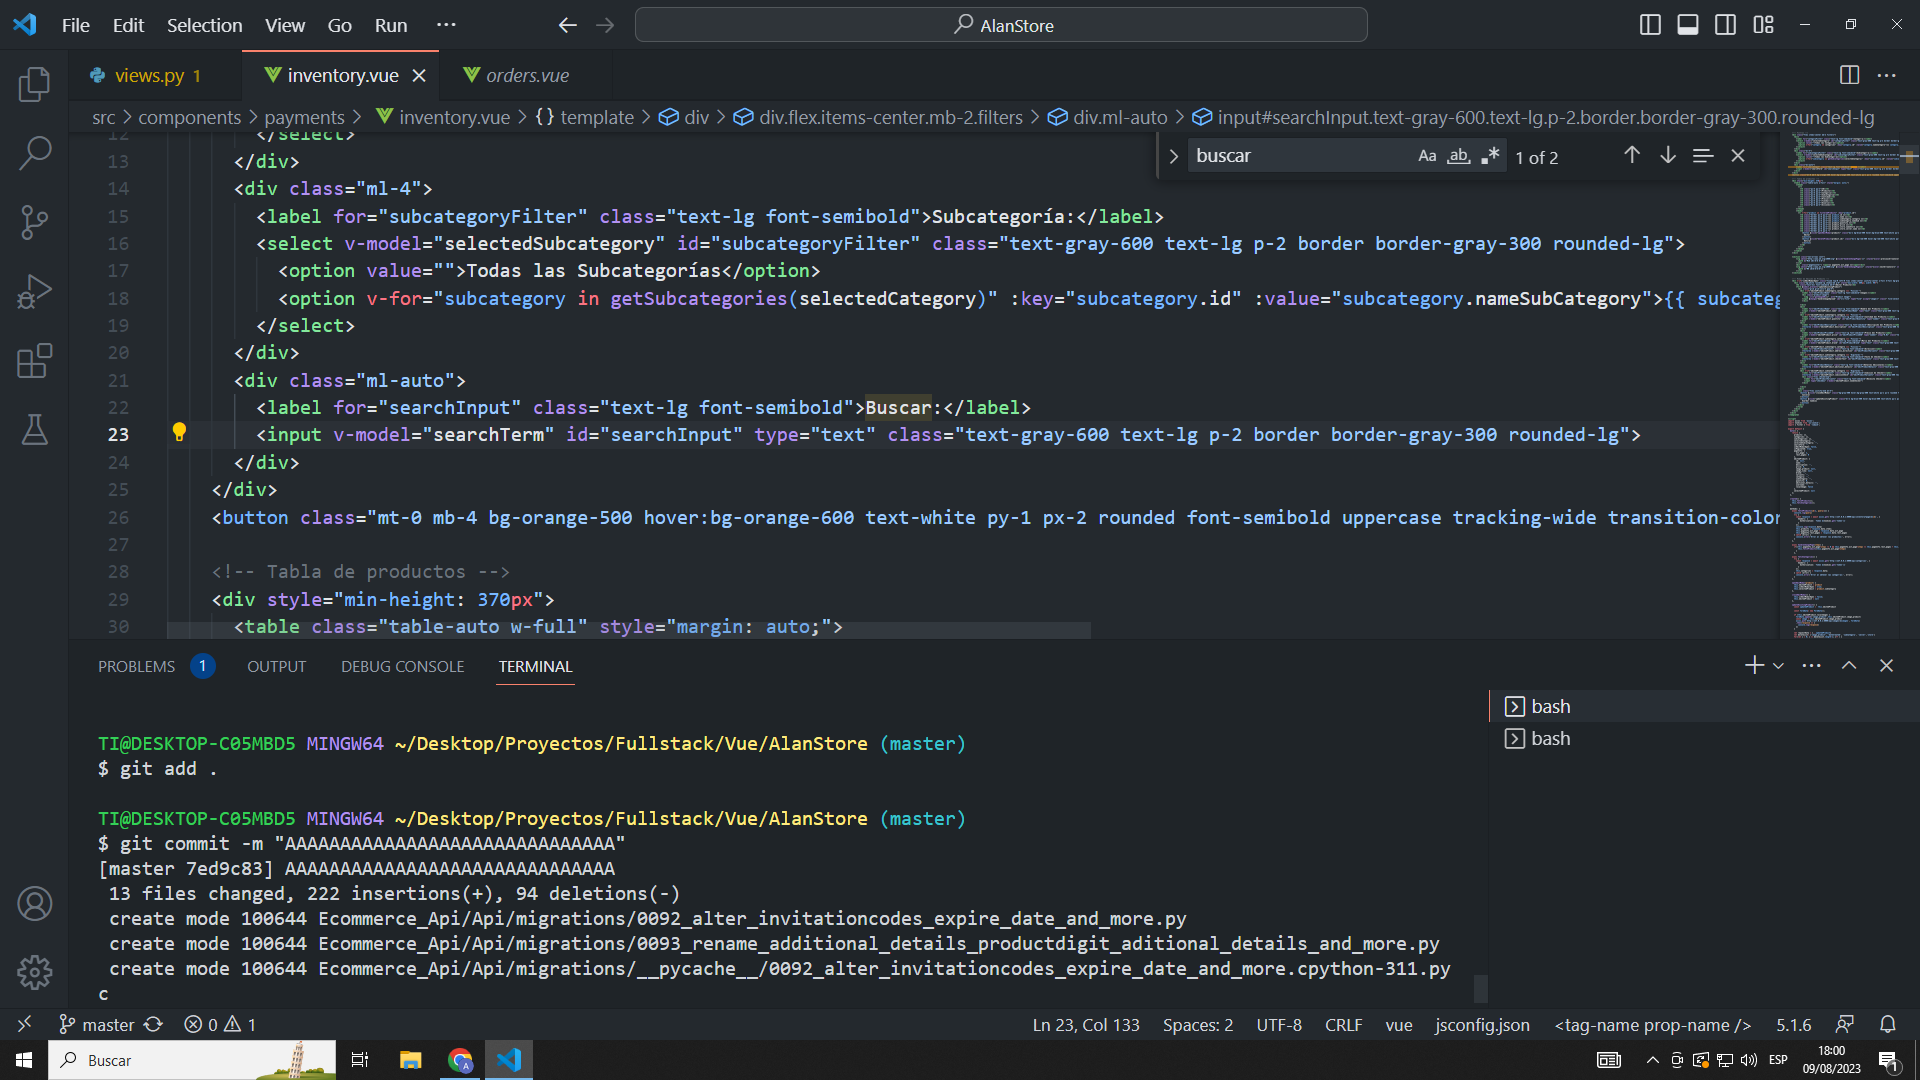 File Edit Selection View Go Run ···
AlanStore
views.py 1
inventory.vue
orders.vue
src > components > payments > inventory.vue > {} template > div > div.flex.items-center.mb-2.filters > div.ml-auto > input#searchInput.text-gray-600.text-lg.p-2.border.border-gray-300.rounded-lg
buscar Aa ab 1 of 2
12 </select>
13 </div>
14 <div class="ml-4">
15 <label for="subcategoryFilter" class="text-lg font-semibold">Subcategoría:</label>
16 <select v-model="selectedSubcategory" id="subcategoryFilter" class="text-gray-600 text-lg p-2 border border-gray-300 rounded-lg">
17 <option value="">Todas las Subcategorías</option>
18 <option v-for="subcategory in getSubcategories(selectedCategory)" :key="subcategory.id" :value="subcategory.nameSubCategory">{{ subcateg
19 </select>
20 </div>
21 <div class="ml-auto">
22 <label for="searchInput" class="text-lg font-semibold">Buscar:</label>
23 <input v-model="searchTerm" id="searchInput" type="text" class="text-gray-600 text-lg p-2 border border-gray-300 rounded-lg">
24 </div>
25 </div>
26 <button class="mt-0 mb-4 bg-orange-500 hover:bg-orange-600 text-white py-1 px-2 rounded font-semibold uppercase tracking-wide transition-color
27
28 <!-- Tabla de productos -->
29 <div style="min-height: 370px">
30 <table class="table-auto w-full" style="margin: auto;">
PROBLEMS 1 OUTPUT DEBUG CONSOLE TERMINAL
bash
bash
TI@DESKTOP-C05MBD5 MINGW64 ~/Desktop/Proyectos/Fullstack/Vue/AlanStore (master)
$ git add .
TI@DESKTOP-C05MBD5 MINGW64 ~/Desktop/Proyectos/Fullstack/Vue/AlanStore (master)
$ git commit -m "AAAAAAAAAAAAAAAAAAAAAAAAAAAAAA"
[master 7ed9c83] AAAAAAAAAAAAAAAAAAAAAAAAAAAAAA
13 files changed, 222 insertions(+), 94 deletions(-)
create mode 100644 Ecommerce_Api/Api/migrations/0092_alter_invitationcodes_expire_date_and_more.py
create mode 100644 Ecommerce_Api/Api/migrations/0093_rename_additional_details_productdigit_aditional_details_and_more.py
create mode 100644 Ecommerce_Api/Api/migrations/__pycache__/0092_alter_invitationcodes_expire_date_and_more.cpython-311.py
c
master 0 1 Ln 23, Col 133 Spaces: 2 UTF-8 CRLF vue jsconfig.json <tag-name prop-name /> 5.1.6
Buscar
ESP
18:00
09/08/2023
1